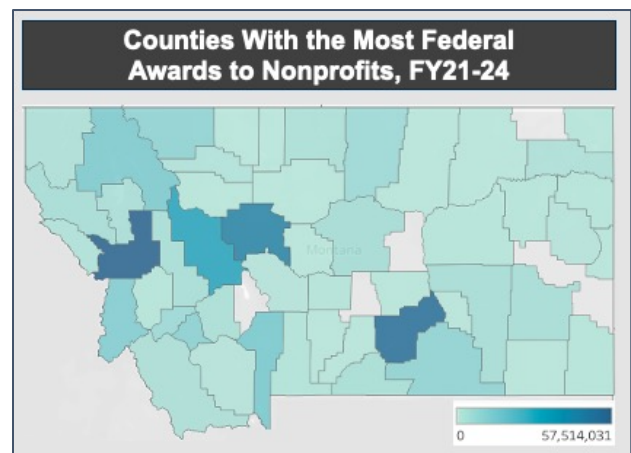 Counties With the Most Federal
Awards to Nonprofits, FY21-24
Montana
0 57,514,031